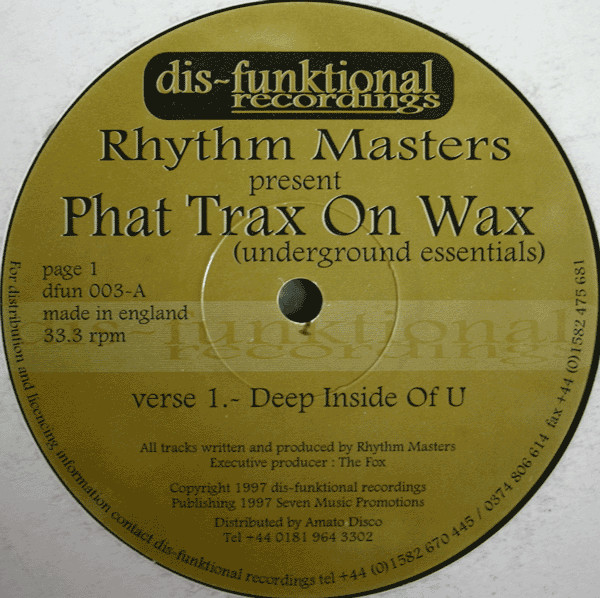 dis-funktional
recordings
Rhythm Masters
present
Phat Trax On Wax
(underground essentials)
page 1
dfun 003-A
made in england
33.3 rpm
dis-funktional
recordings
verse 1.- Deep Inside Of U
All tracks written and produced by Rhythm Masters
Executive producer : The Fox
Copyright 1997 dis-funktional recordings
Publishing 1997 Seven Music Promotions
Distributed by Amato Disco
Tel +44 0181 964 3302
For distribution and licencing, information contact dis-funktional recordings tel +44 (0)1582 670 445 / 0374 806 614 fax +44 (0)1582 475 681